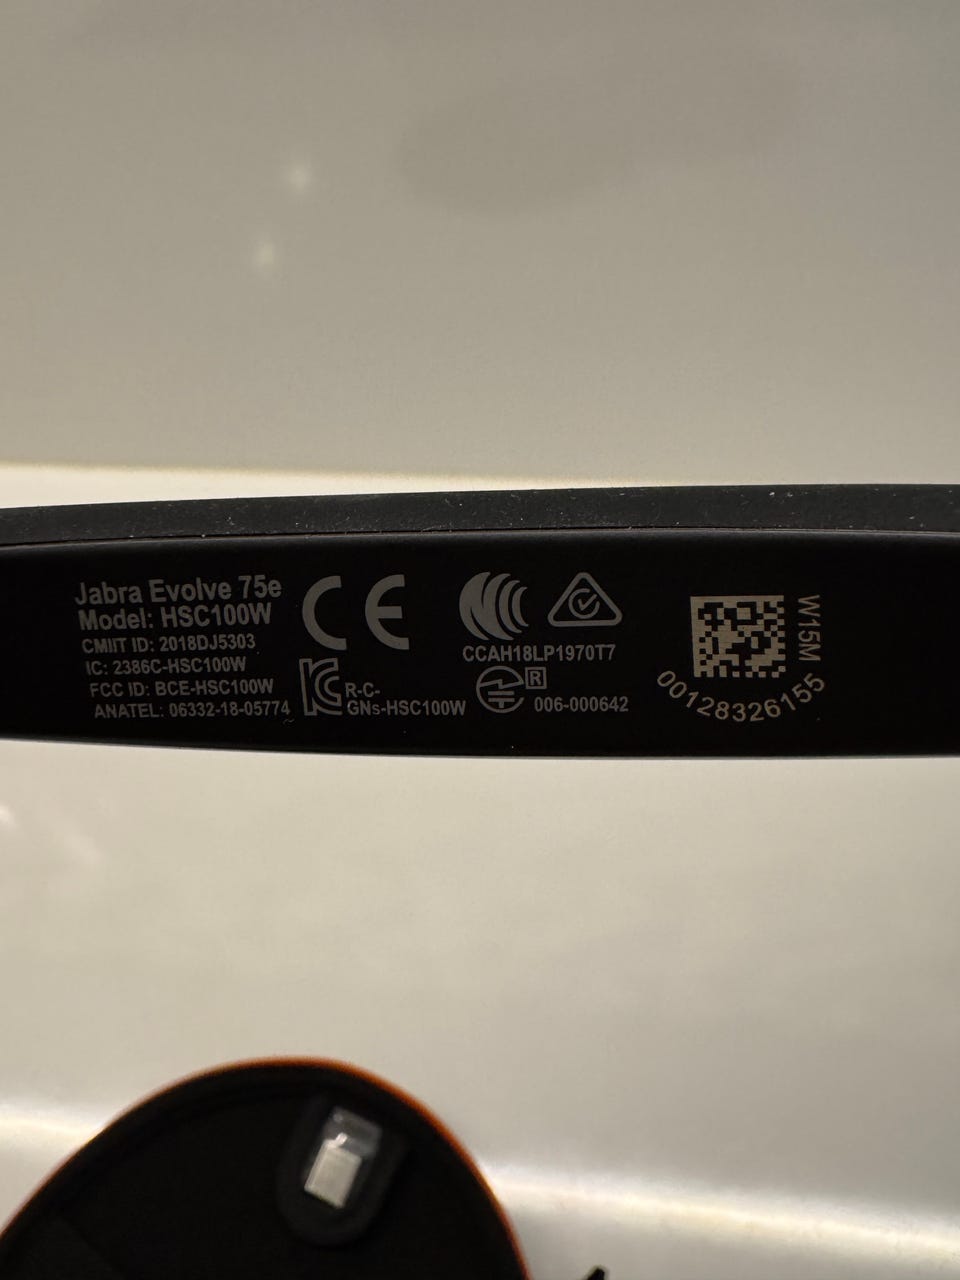 Jabra Evolve 75e
Model: HSC100W
CMIIT ID: 2018DJ5303
IC: 2386C-HSC100W
FCC ID: BCE-HSC100W
ANATEL: 06332-18-05774
CE
R-C-
GNs-HSC100W
CCAH18LP1970T7
R
006-000642
W15M
00128326155